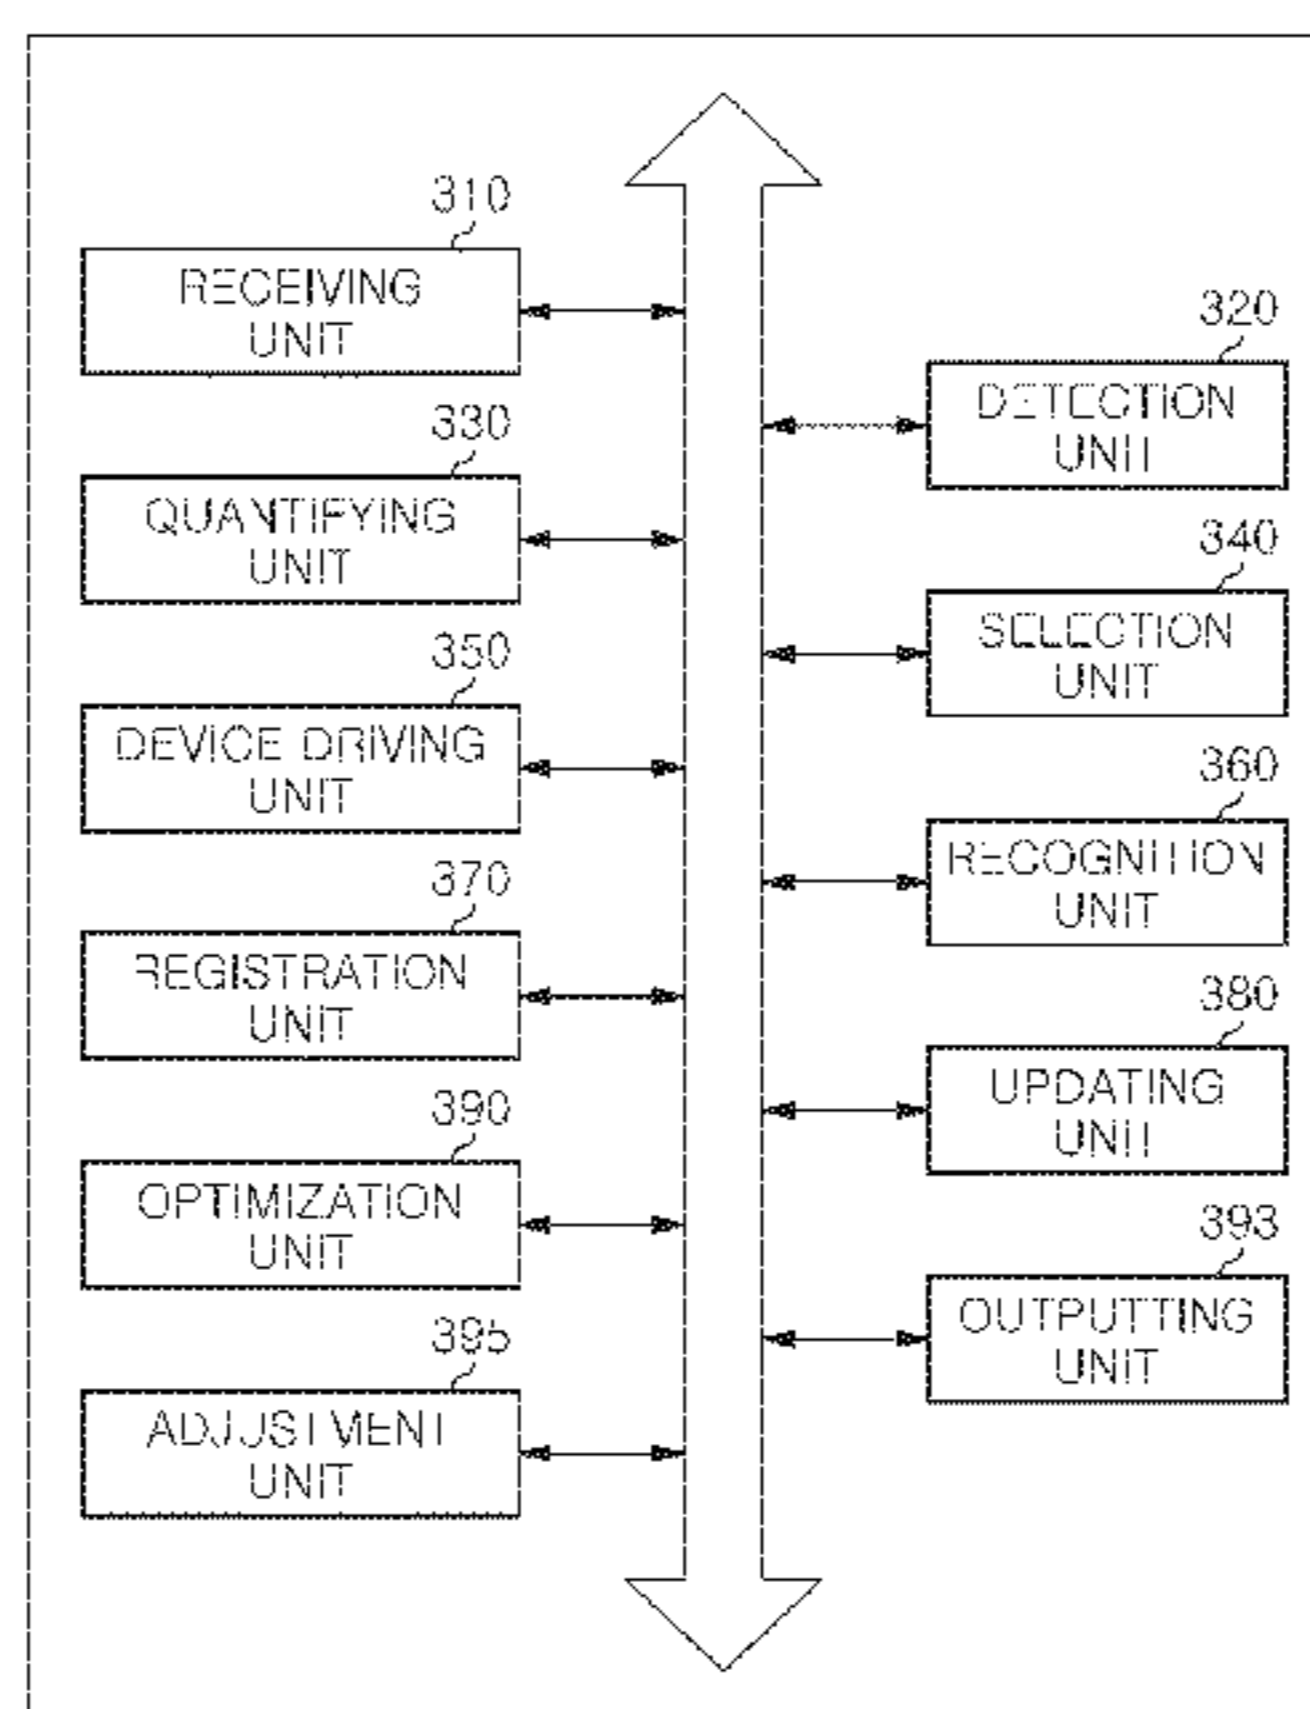 310
RECEIVING
UNIT
320
DETECTION
UNIT
330
QUANTIFYING
UNIT
340
SELECTION
UNIT
350
DEVICE DRIVING
UNIT
360
RECOGNITION
UNIT
370
REGISTRATION
UNIT
380
UPDATING
UNIT
390
OPTIMIZATION
UNIT
393
OUTPUTTING
UNIT
395
ADJUSTMENT
UNIT